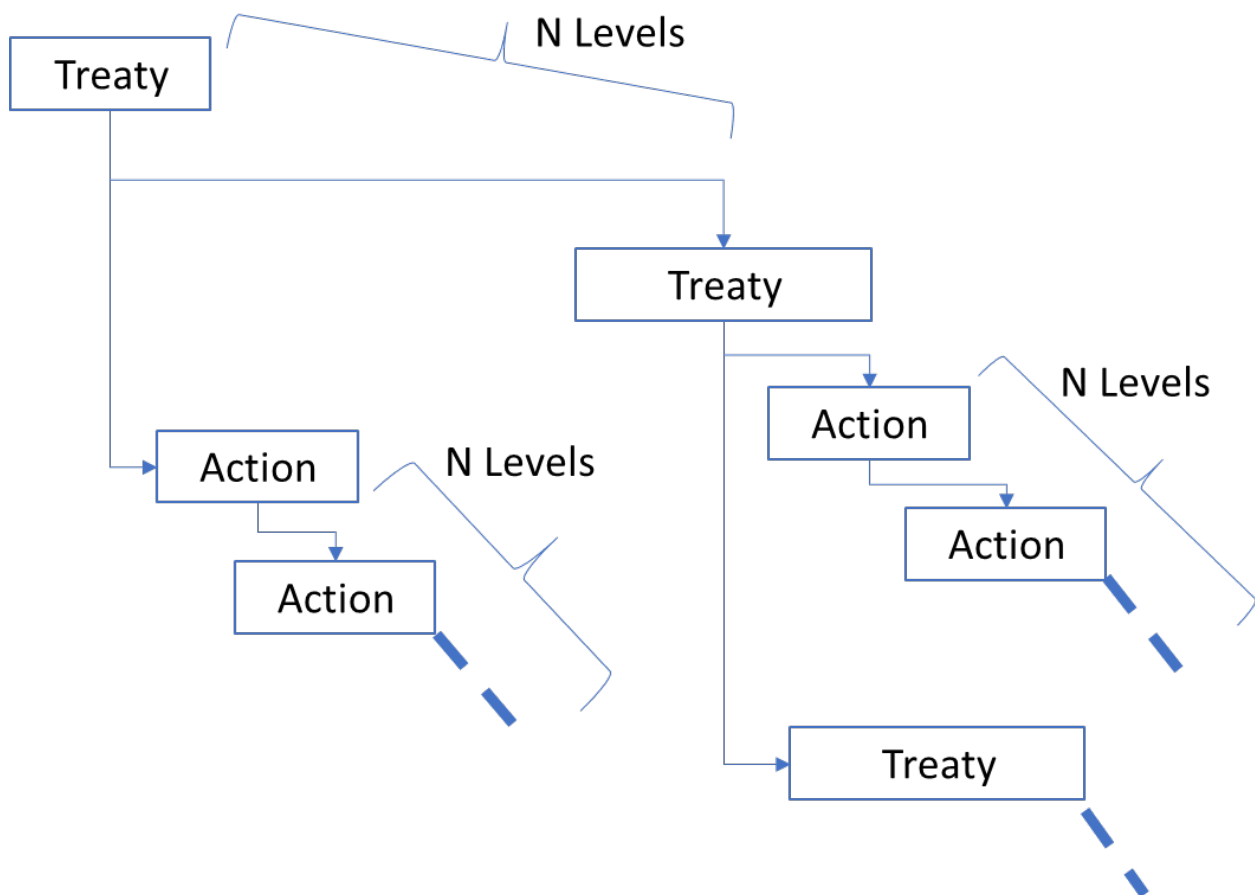 N Levels
Treaty
Treaty
N Levels
Action
Action
N Levels
Action
Action
Treaty